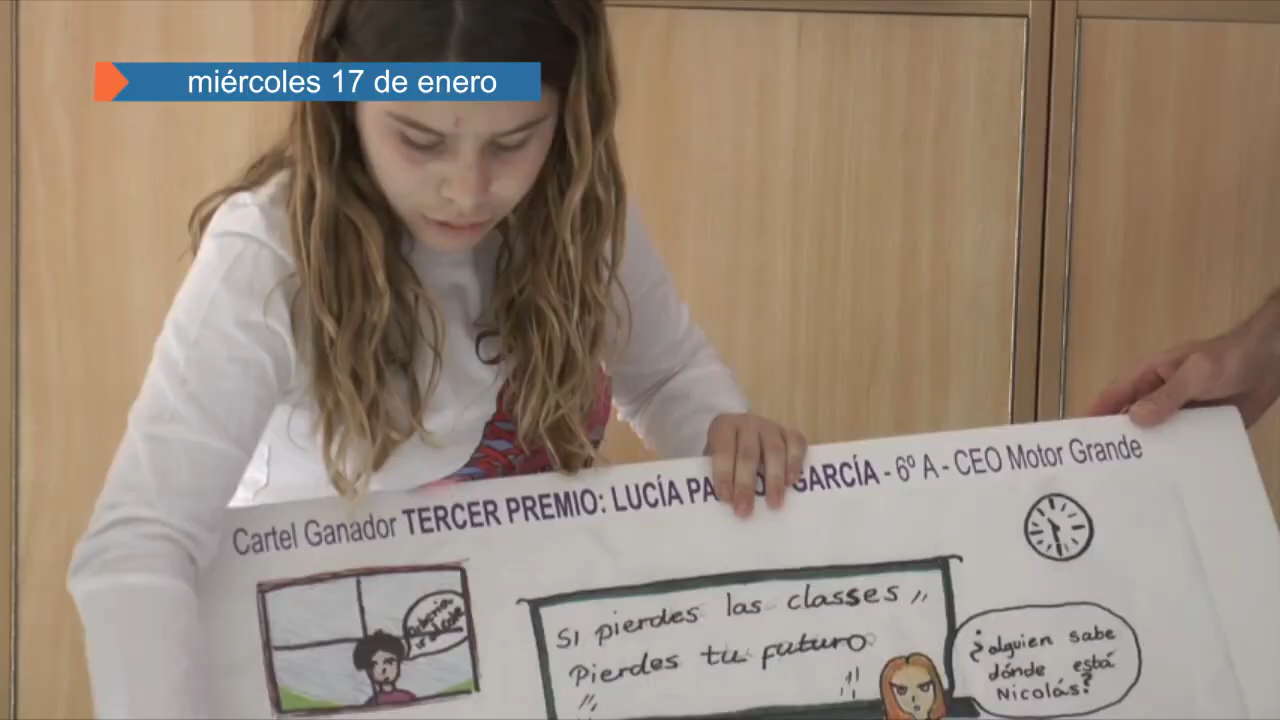 miércoles 17 de enero
Cartel Ganador TERCER PREMIO: LUCÍA GARCÍA - 6º A - CEO Motor Grande
Si pierdes las classes ,,
Pierdes tu futuro
¿alguien sabe
dónde está
Nicolás?